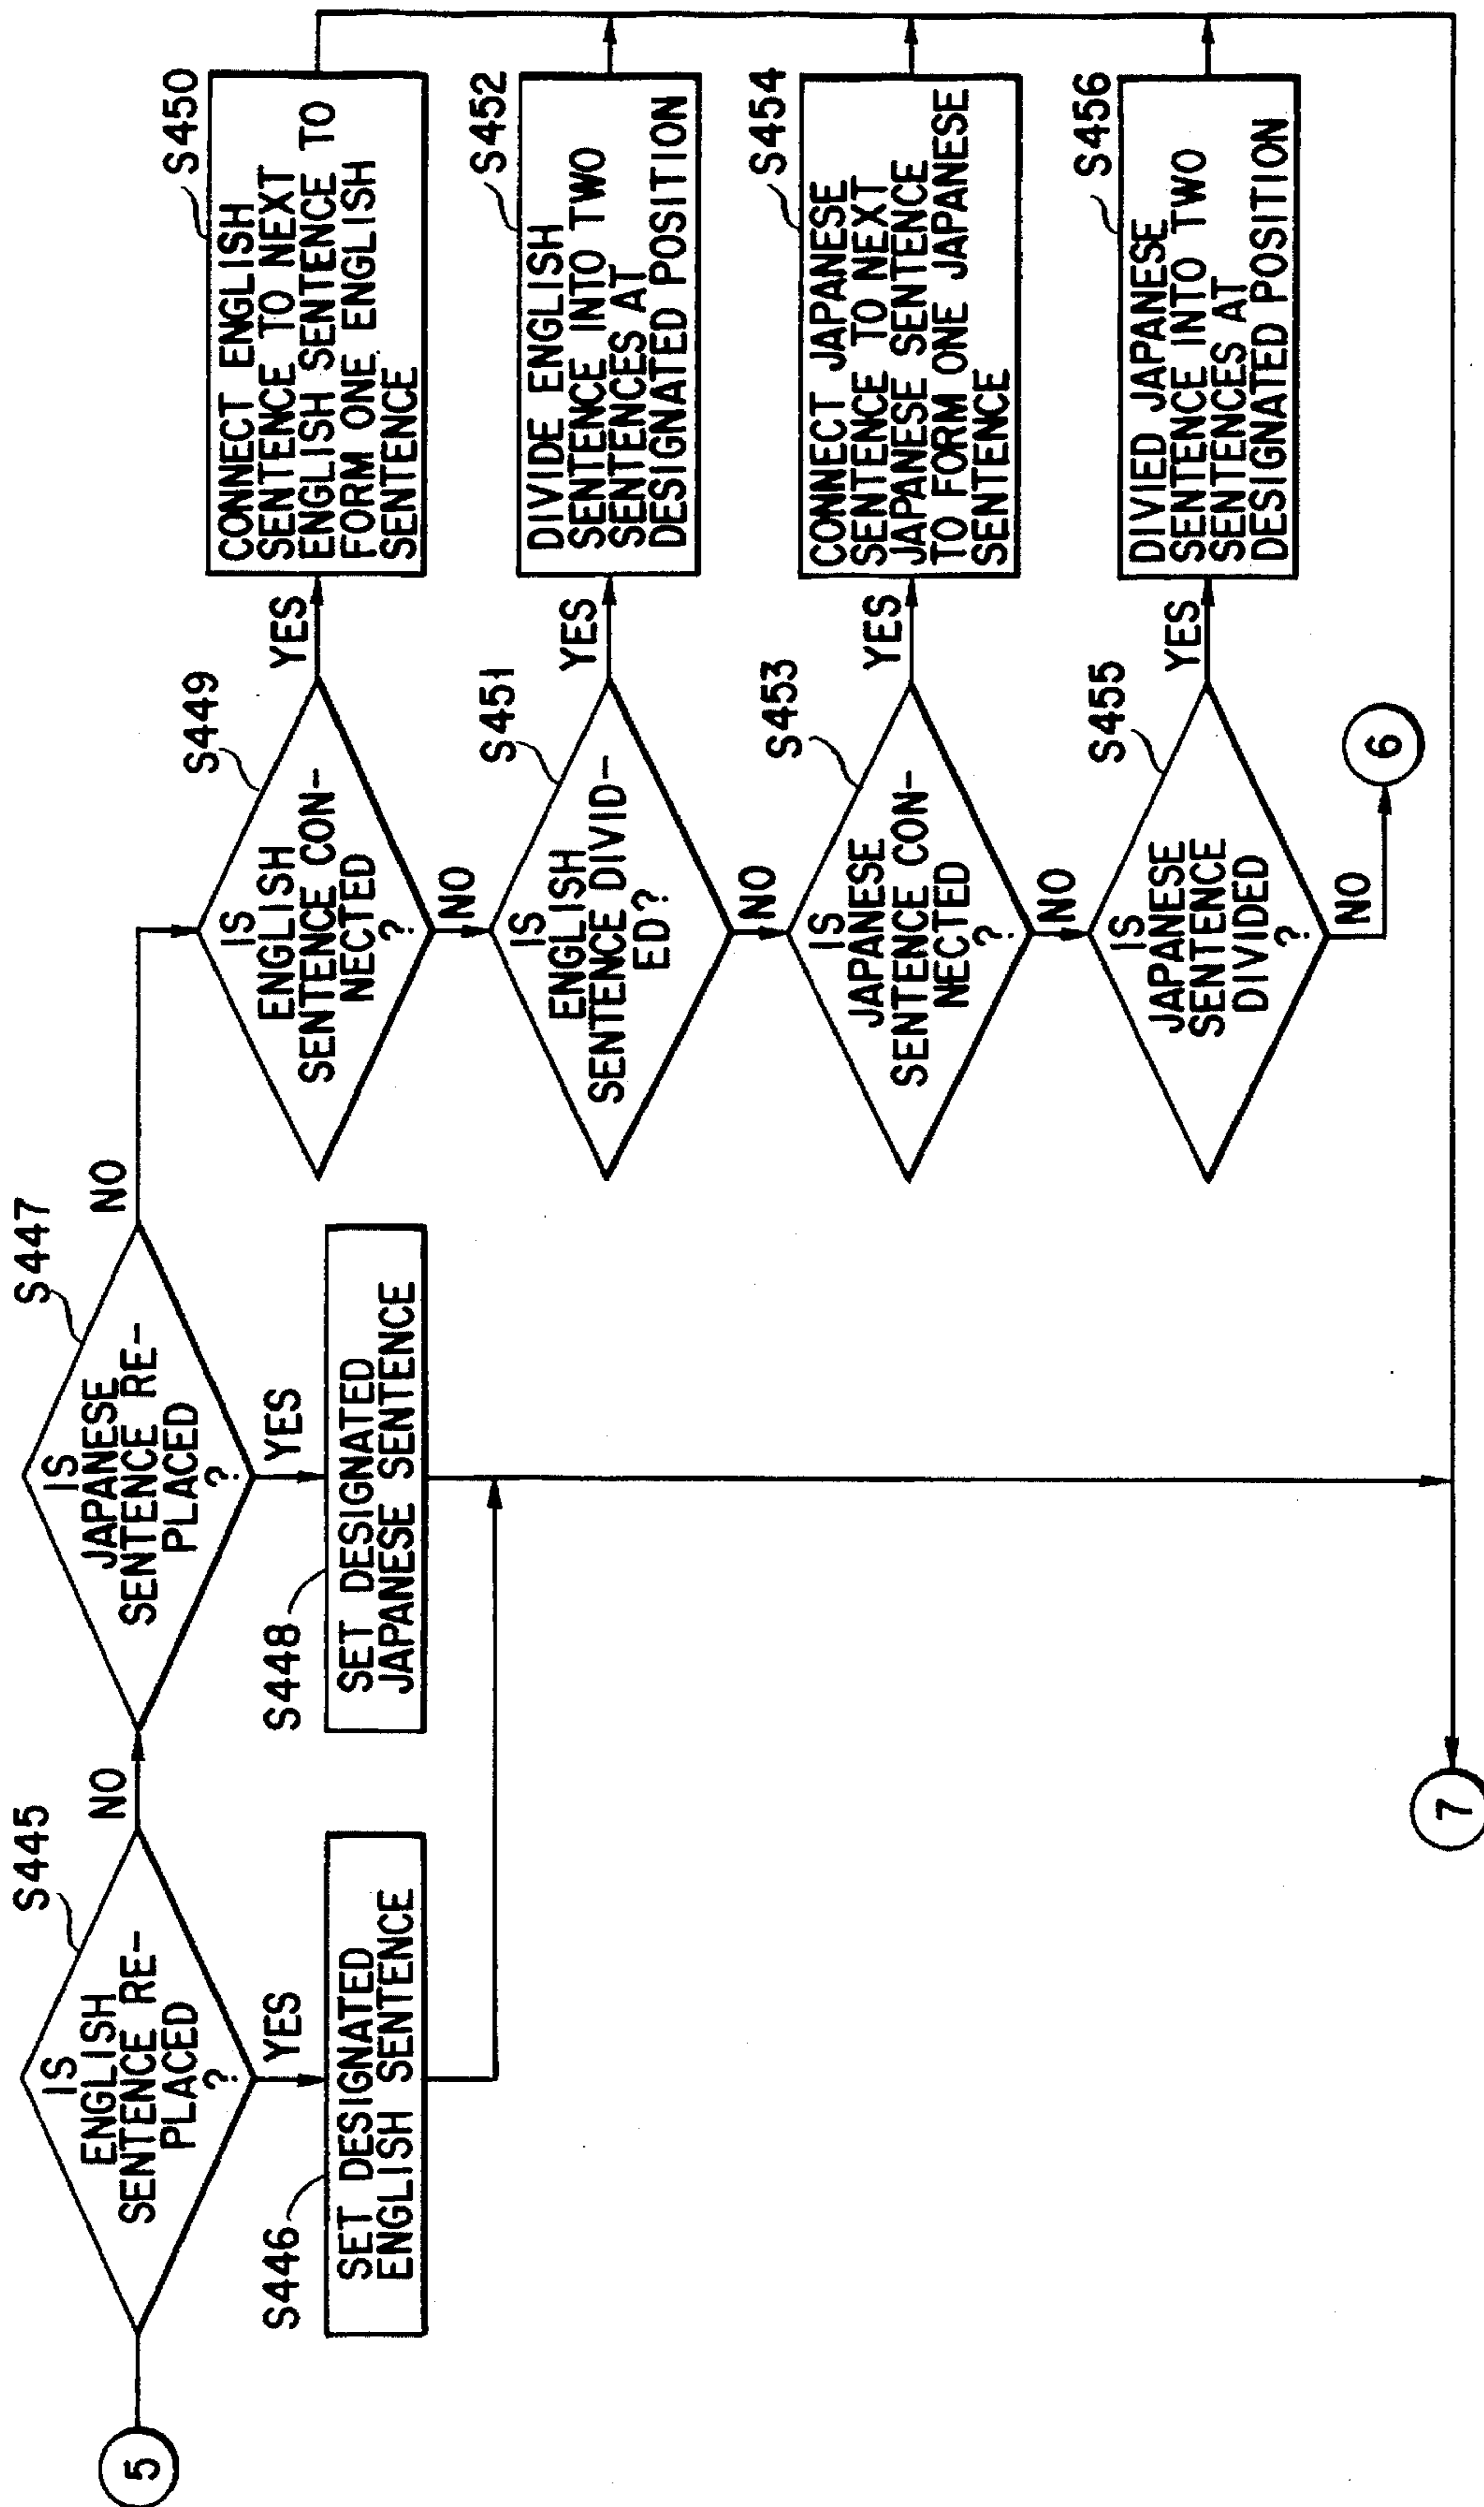 5
S445
IS
ENGLISH
SENTENCE RE-
PLACED
?
NO
YES
S446
SET DESIGNATED
ENGLISH SENTENCE
S447
IS
JAPANESE
SENTENCE RE-
PLACED
?
NO
YES
S448
SET DESIGNATED
JAPANESE SENTENCE
S449
IS
ENGLISH
SENTENCE CON-
NECTED
?
YES
NO
S450
CONNECT ENGLISH
SENTENCE TO NEXT
ENGLISH SENTENCE TO
FORM ONE ENGLISH
SENTENCE
S451
IS
ENGLISH
SENTENCE DIVID-
ED?
YES
NO
S452
DIVIDE ENGLISH
SENTENCE INTO TWO
SENTENCES AT
DESIGNATED POSITION
S453
IS
JAPANESE
SENTENCE CON-
NECTED
?
YES
NO
S454
CONNECT JAPANESE
SENTENCE TO NEXT
JAPANESE SENTENCE
TO FORM ONE JAPANESE
SENTENCE
S455
IS
JAPANESE
SENTENCE
DIVIDED
?
YES
NO
S456
DIVIED JAPANESE
SENTENCE INTO TWO
SENTENCES AT
DESIGNATED POSITION
6
7